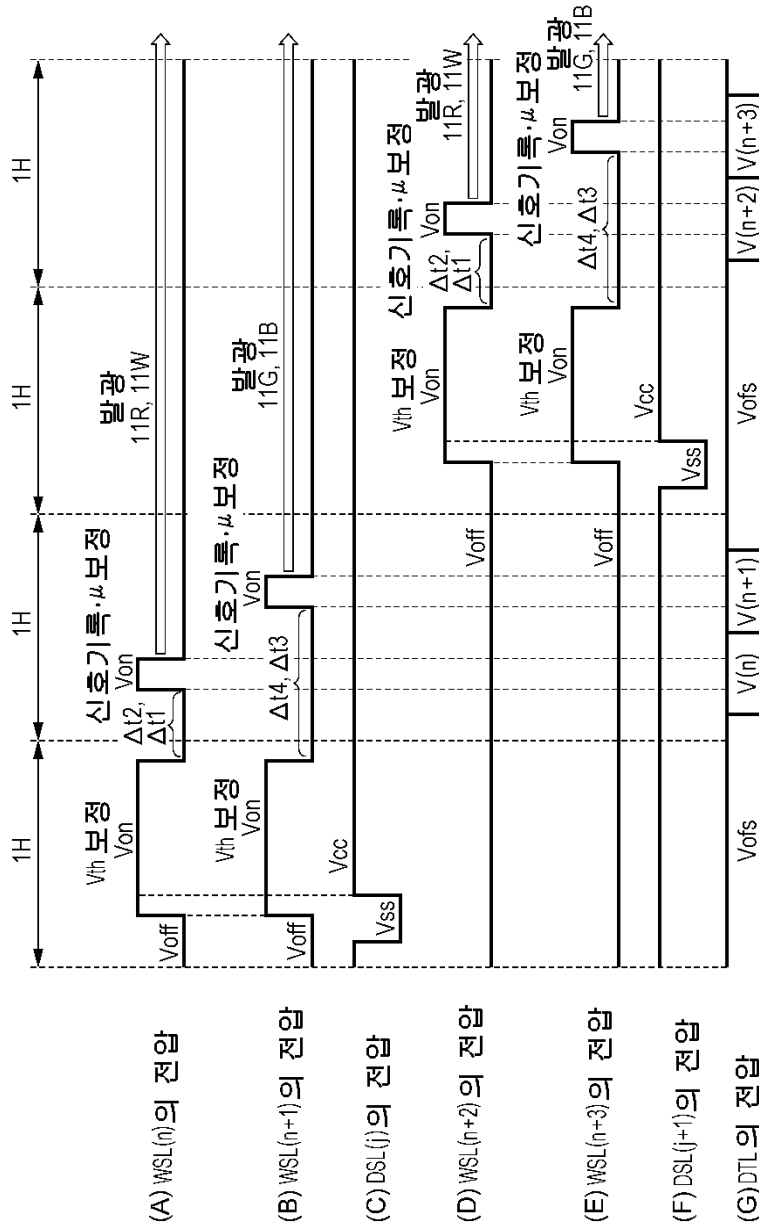 1H
1H
1H
1H
(A) WSL(n)의 전압
Voff
Vth 보정
Von
Δt2,
Δt1
신호기록·μ보정
Von
발광
11R, 11W
(B) WSL(n+1)의 전압
Voff
Vth 보정
Von
Δt4, Δt3
신호기록·μ보정
Von
발광
11G, 11B
(C) DSL(j)의 전압
Vss
Vcc
(D) WSL(n+2)의 전압
Voff
Vth 보정
Von
Δt2,
Δt1
신호기록·μ보정
Von
발광
11R, 11W
(E) WSL(n+3)의 전압
Voff
Vth 보정
Von
Δt4, Δt3
신호기록·μ보정
Von
발광
11G, 11B
(F) DSL(j+1)의 전압
Vss
Vcc
(G) DTL의 전압
Vofs
V(n)
V(n+1)
Vofs
V(n+2)
V(n+3)